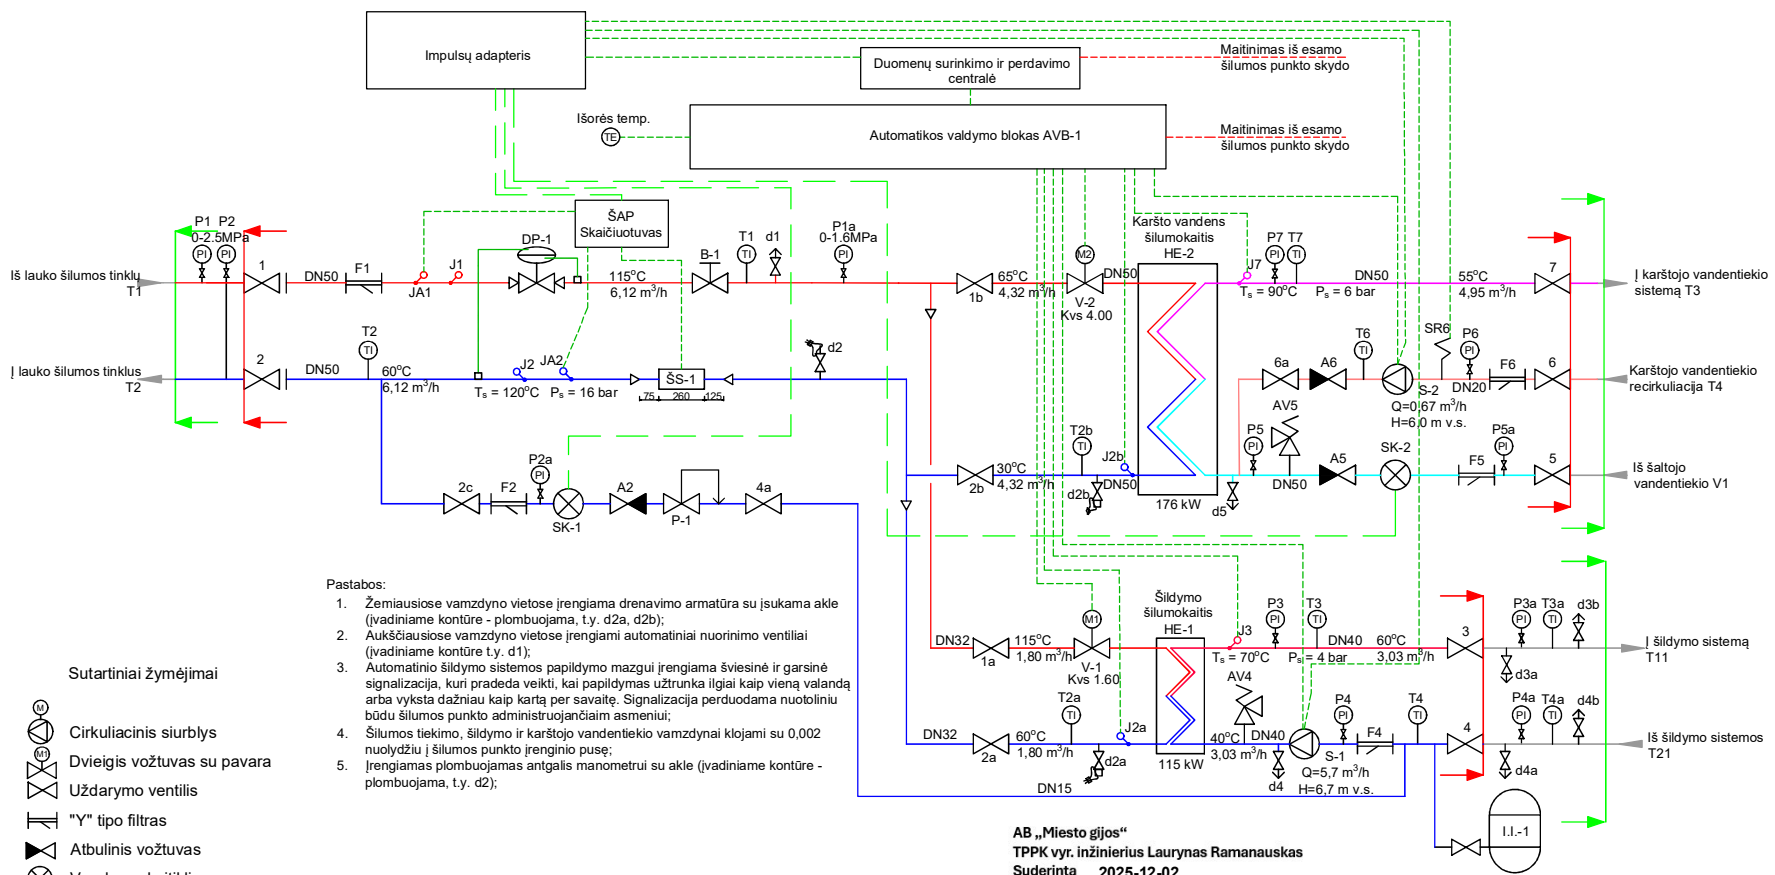 Impulsų adapteris
Duomenų surinkimo ir perdavimo
centralė
Maitinimas iš esamo
šilumos punkto skydo
Išorės temp.
TE
Automatikos valdymo blokas AVB-1
Maitinimas iš esamo
šilumos punkto skydo
ŠAP
Skaičiuotuvas
Karšto vandens
šilumokaitis
HE-2
P1 P2
0-2.5MPa
PI PI
1
DN50
F1
JA1
J1
DP-1
115°C
6,12 m³/h
B-1
T1
TI
d1
P1a
0-1.6MPa
PI
1b
65°C
4,32 m³/h
M2
V-2
Kvs 4.00
DN50
J7
P7
PI
T7
TI
Ts = 90°C
Ps = 6 bar
DN50
55°C
4,95 m³/h
7
Iš lauko šilumos tinklų
T1
Į karštojo vandentiekio
sistemą T3
Į lauko šilumos tinklus
T2
2
DN50
T2
TI
60°C
6,12 m³/h
J2
JA2
Ts = 120°C
Ps = 16 bar
ŠS-1
75
260
125
d2
6a
A6
T6
TI
S-2
Q=0,67 m³/h
H=6,0 m v.s.
SR6
P6
PI
DN20
F6
6
Karštojo vandentiekio
recirkuliacija T4
2c
F2
P2a
PI
SK-1
A2
P-1
4a
2b
30°C
4,32 m³/h
T2b
TI
d2b
J2b
DN50
176 kW
d5
P5
PI
AV5
DN50
A5
SK-2
F5
P5a
PI
5
Iš šaltojo
vandentiekio V1
Pastabos:
1. Žemiausiose vamzdyno vietose įrengiama drenavimo armatūra su įsukama akle
(įvadiniame kontūre - plombuojama, t.y. d2a, d2b);
2. Aukščiausiose vamzdyno vietose įrengiami automatiniai nuorinimo ventiliai
(įvadiniame kontūre t.y. d1);
3. Automatinio šildymo sistemos papildymo mazgui įrengiama šviesinė ir garsinė
signalizacija, kuri pradeda veikti, kai papildymas užtrunka ilgiai kaip vieną valandą
arba vyksta dažniau kaip kartą per savaitę. Signalizacija perduodama nuotoliniu
būdu šilumos punkto administruojančiaim asmeniui;
4. Šilumos tiekimo, šildymo ir karštojo vandentiekio vamzdynai klojami su 0,002
nuolydžiu į šilumos punkto įrenginio pusę;
5. Įrengiamas plombuojamas antgalis manometrui su akle (įvadiniame kontūre -
plombuojama, t.y. d2);
Šildymo
šilumokaitis
HE-1
DN32
1a
115°C
1,80 m³/h
M1
V-1
Kvs 1.60
J3
P3
PI
T3
TI
Ts = 70°C
Ps = 4 bar
DN40
60°C
3,03 m³/h
3
P3a
PI
T3a
TI
d3b
d3a
Į šildymo sistemą
T11
DN32
2a
60°C
1,80 m³/h
T2a
TI
d2a
J2a
115 kW
40°C
3,03 m³/h
AV4
DN40
d4
S-1
Q=5,7 m³/h
H=6,7 m v.s.
P4
PI
F4
T4
TI
4
P4a
PI
T4a
TI
d4b
d4a
Iš šildymo sistemos
T21
DN15
I.I.-1
Sutartiniai žymėjimai
M
Cirkuliacinis siurblys
M1
Dvieigis vožtuvas su pavara
Uždarymo ventilis
"Y" tipo filtras
Atbulinis vožtuvas
AB „Miesto gijos“
TPPK vyr. inžinierius Laurynas Ramanauskas
Suderinta 2025-12-02